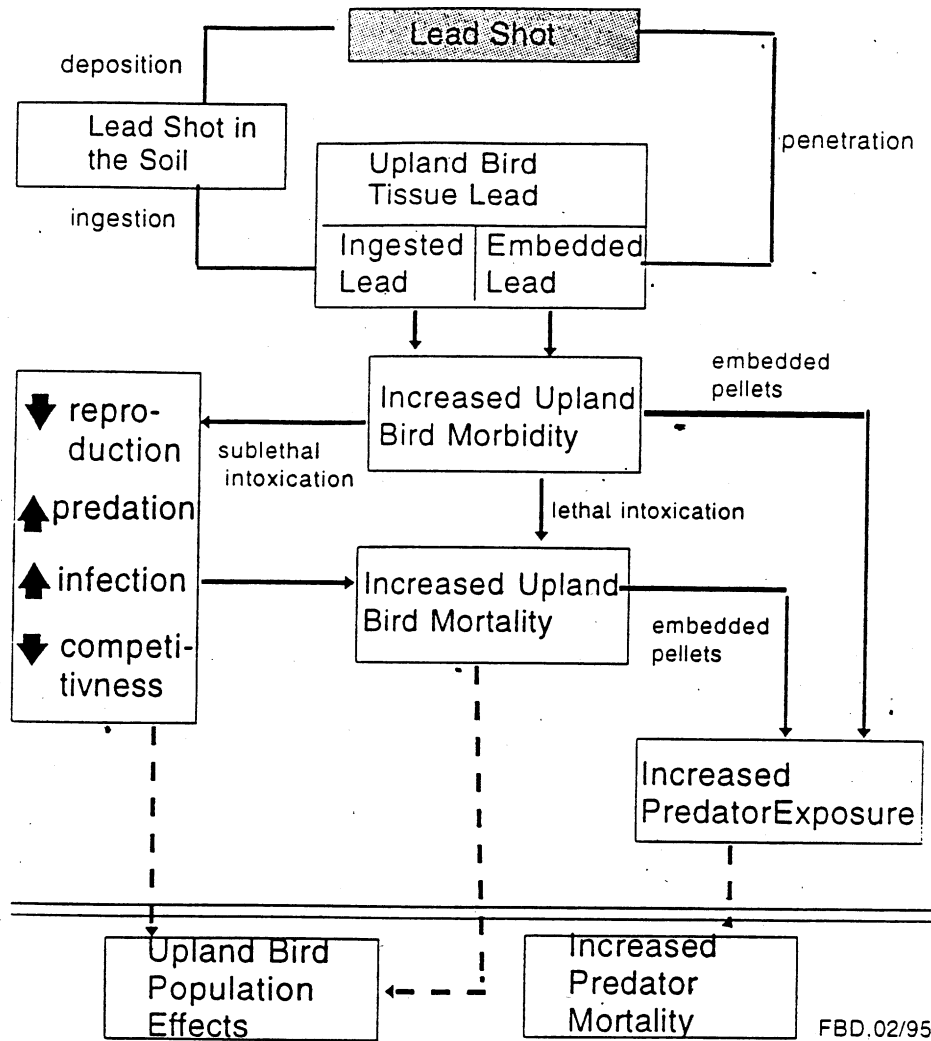 Lead Shot
deposition
Lead Shot in
the Soil
penetration
Upland Bird
Tissue Lead
ingestion
Ingested
Lead
Embedded
Lead
embedded
pellets
Increased Upland
Bird Morbidity
repro-
duction
predation
infection
competi-
tivness
sublethal
intoxication
lethal intoxication
Increased Upland
Bird Mortality
embedded
pellets
Increased
PredatorExposure
Upland Bird
Population
Effects
Increased
Predator
Mortality
FBD,02/95